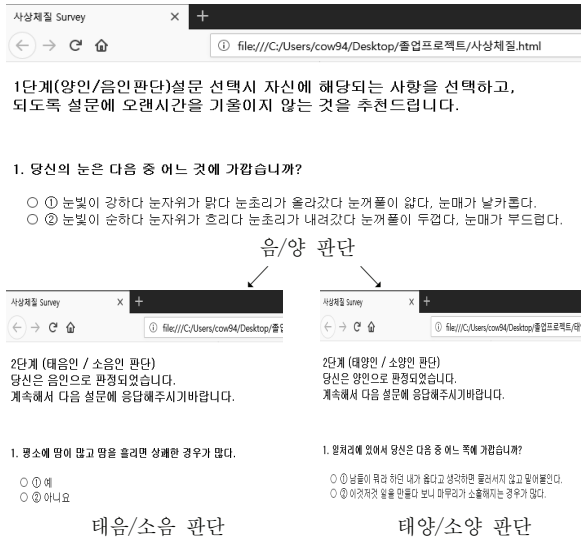 사상체질 Survey
file:///C:/Users/cow94/Desktop/졸업프로젝트/사상체질.html
1단계(양인/음인판단)설문 선택시 자신에 해당되는 사항을 선택하고,
되도록 설문에 오랜시간을 기울이지 않는 것을 추천드립니다.
1. 당신의 눈은 다음 중 어느 것에 가깝습니까?
① 눈빛이 강하다 눈자위가 맑다 눈초리가 올라갔다 눈꺼풀이 얇다, 눈매가 날카롭다.
② 눈빛이 순하다 눈자위가 흐리다 눈초리가 내려갔다 눈꺼풀이 두껍다, 눈매가 부드럽다.
음/양 판단
사상체질 Survey
file:///C:/Users/cow94/Desktop/졸업
2단계 (태음인 / 소음인 판단)
당신은 음인으로 판정되었습니다.
계속해서 다음 설문에 응답해주시기바랍니다.
1. 평소에 땀이 많고 땀을 흘리면 상쾌한 경우가 많다.
① 예
② 아니요
태음/소음 판단
사상체질 Survey
file:///C:/Users/cow94/Desktop/졸업프로젝트/태
2단계 (태양인 / 소양인 판단)
당신은 양인으로 판정되었습니다.
계속해서 다음 설문에 응답해주시기바랍니다.
1. 일처리에 있어서 당신은 다음 중 어느 쪽에 가깝습니까?
① 남들이 뭐라 하던 내가 옳다고 생각하면 물러서지 않고 밀어붙인다.
② 이것저것 일을 만들다 보니 마무리가 소홀해지는 경우가 많다.
태양/소양 판단